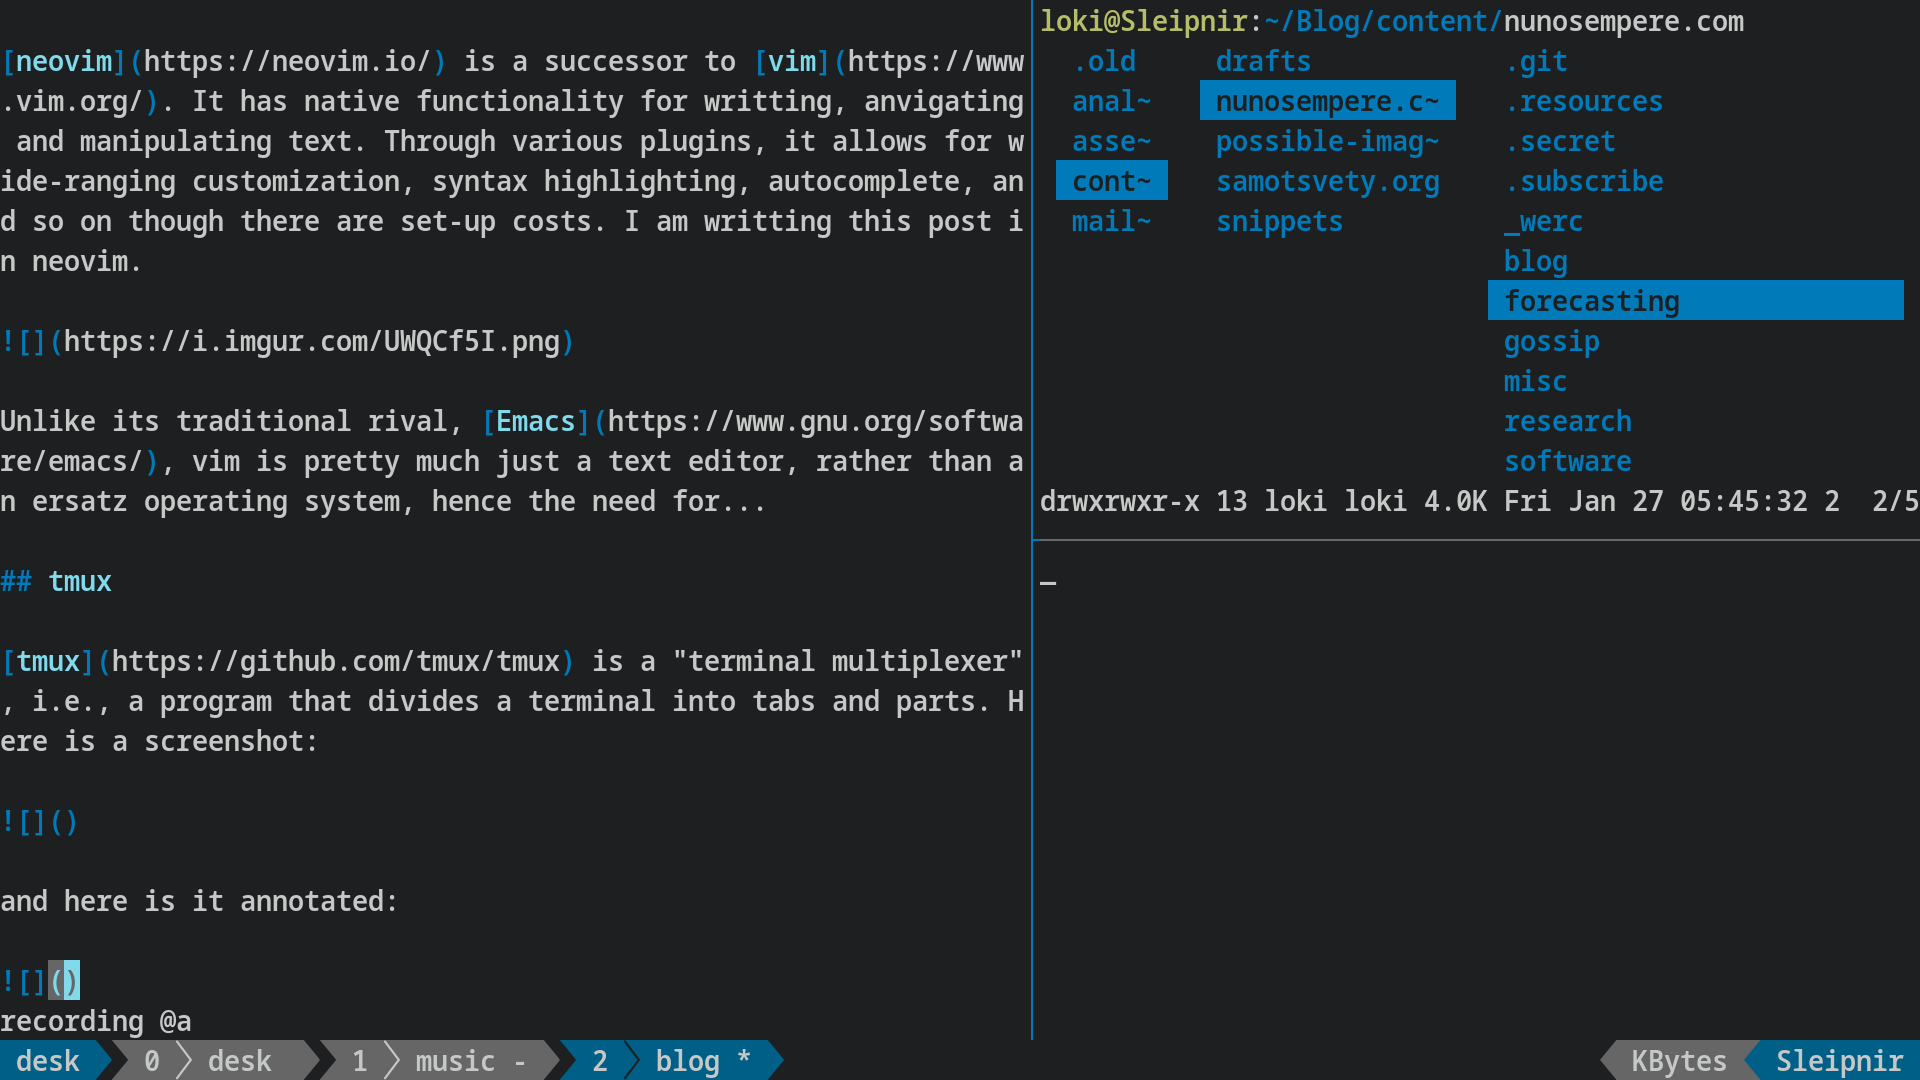 [neovim](https://neovim.io/) is a successor to [vim](https://www
.vim.org/). It has native functionality for writting, anvigating
 and manipulating text. Through various plugins, it allows for w
ide-ranging customization, syntax highlighting, autocomplete, an
d so on though there are set-up costs. I am writting this post i
n neovim.
![](https://i.imgur.com/UWQCf5I.png)
Unlike its traditional rival, [Emacs](https://www.gnu.org/softwa
re/emacs/), vim is pretty much just a text editor, rather than a
n ersatz operating system, hence the need for...
## tmux
[tmux](https://github.com/tmux/tmux) is a "terminal multiplexer"
, i.e., a program that divides a terminal into tabs and parts. H
ere is a screenshot:
![]()
and here is it annotated:
![]()
recording @a
loki@Sleipnir:~/Blog/content/nunosempere.com
.old drafts .git
anal~ nunosempere.c~ .resources
asse~ possible-imag~ .secret
cont~ samotsvety.org .subscribe
mail~ snippets _werc
blog
forecasting
gossip
misc
research
software
drwxrwxr-x 13 loki loki 4.0K Fri Jan 27 05:45:32 2  2/5
desk 0 desk 1 music - 2 blog * KBytes Sleipnir